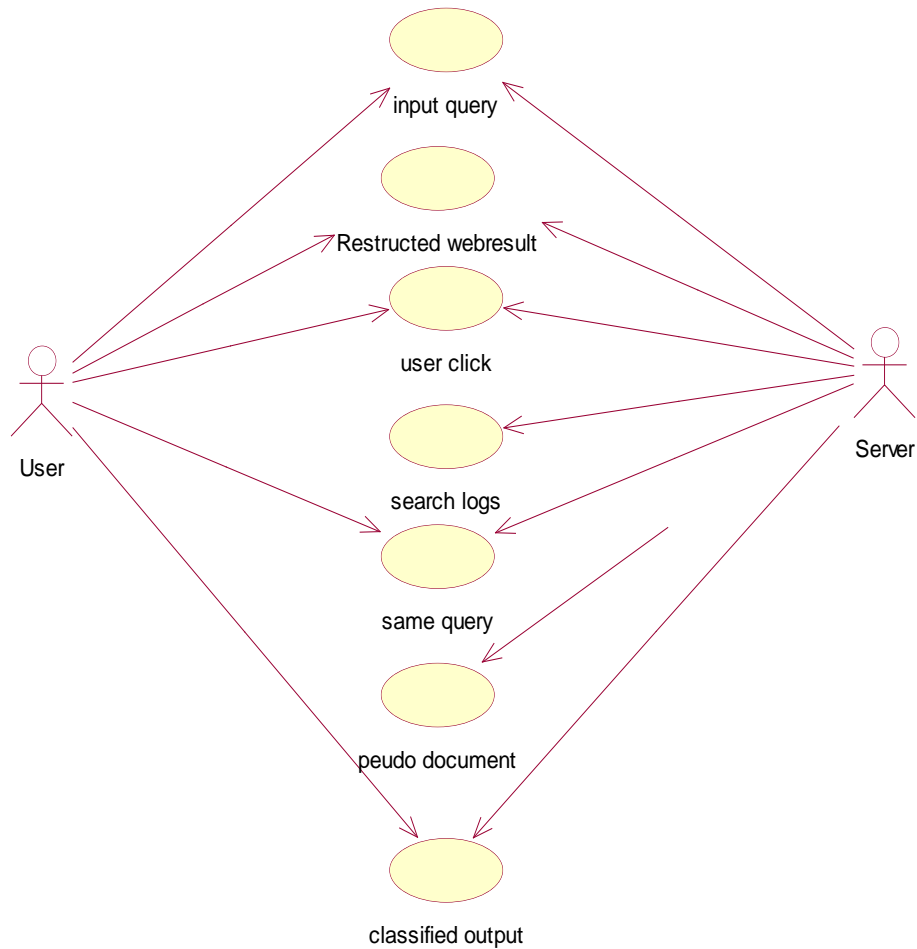 input query
Restructed webresult
user click
User
Server
search logs
same query
peudo document
classified output